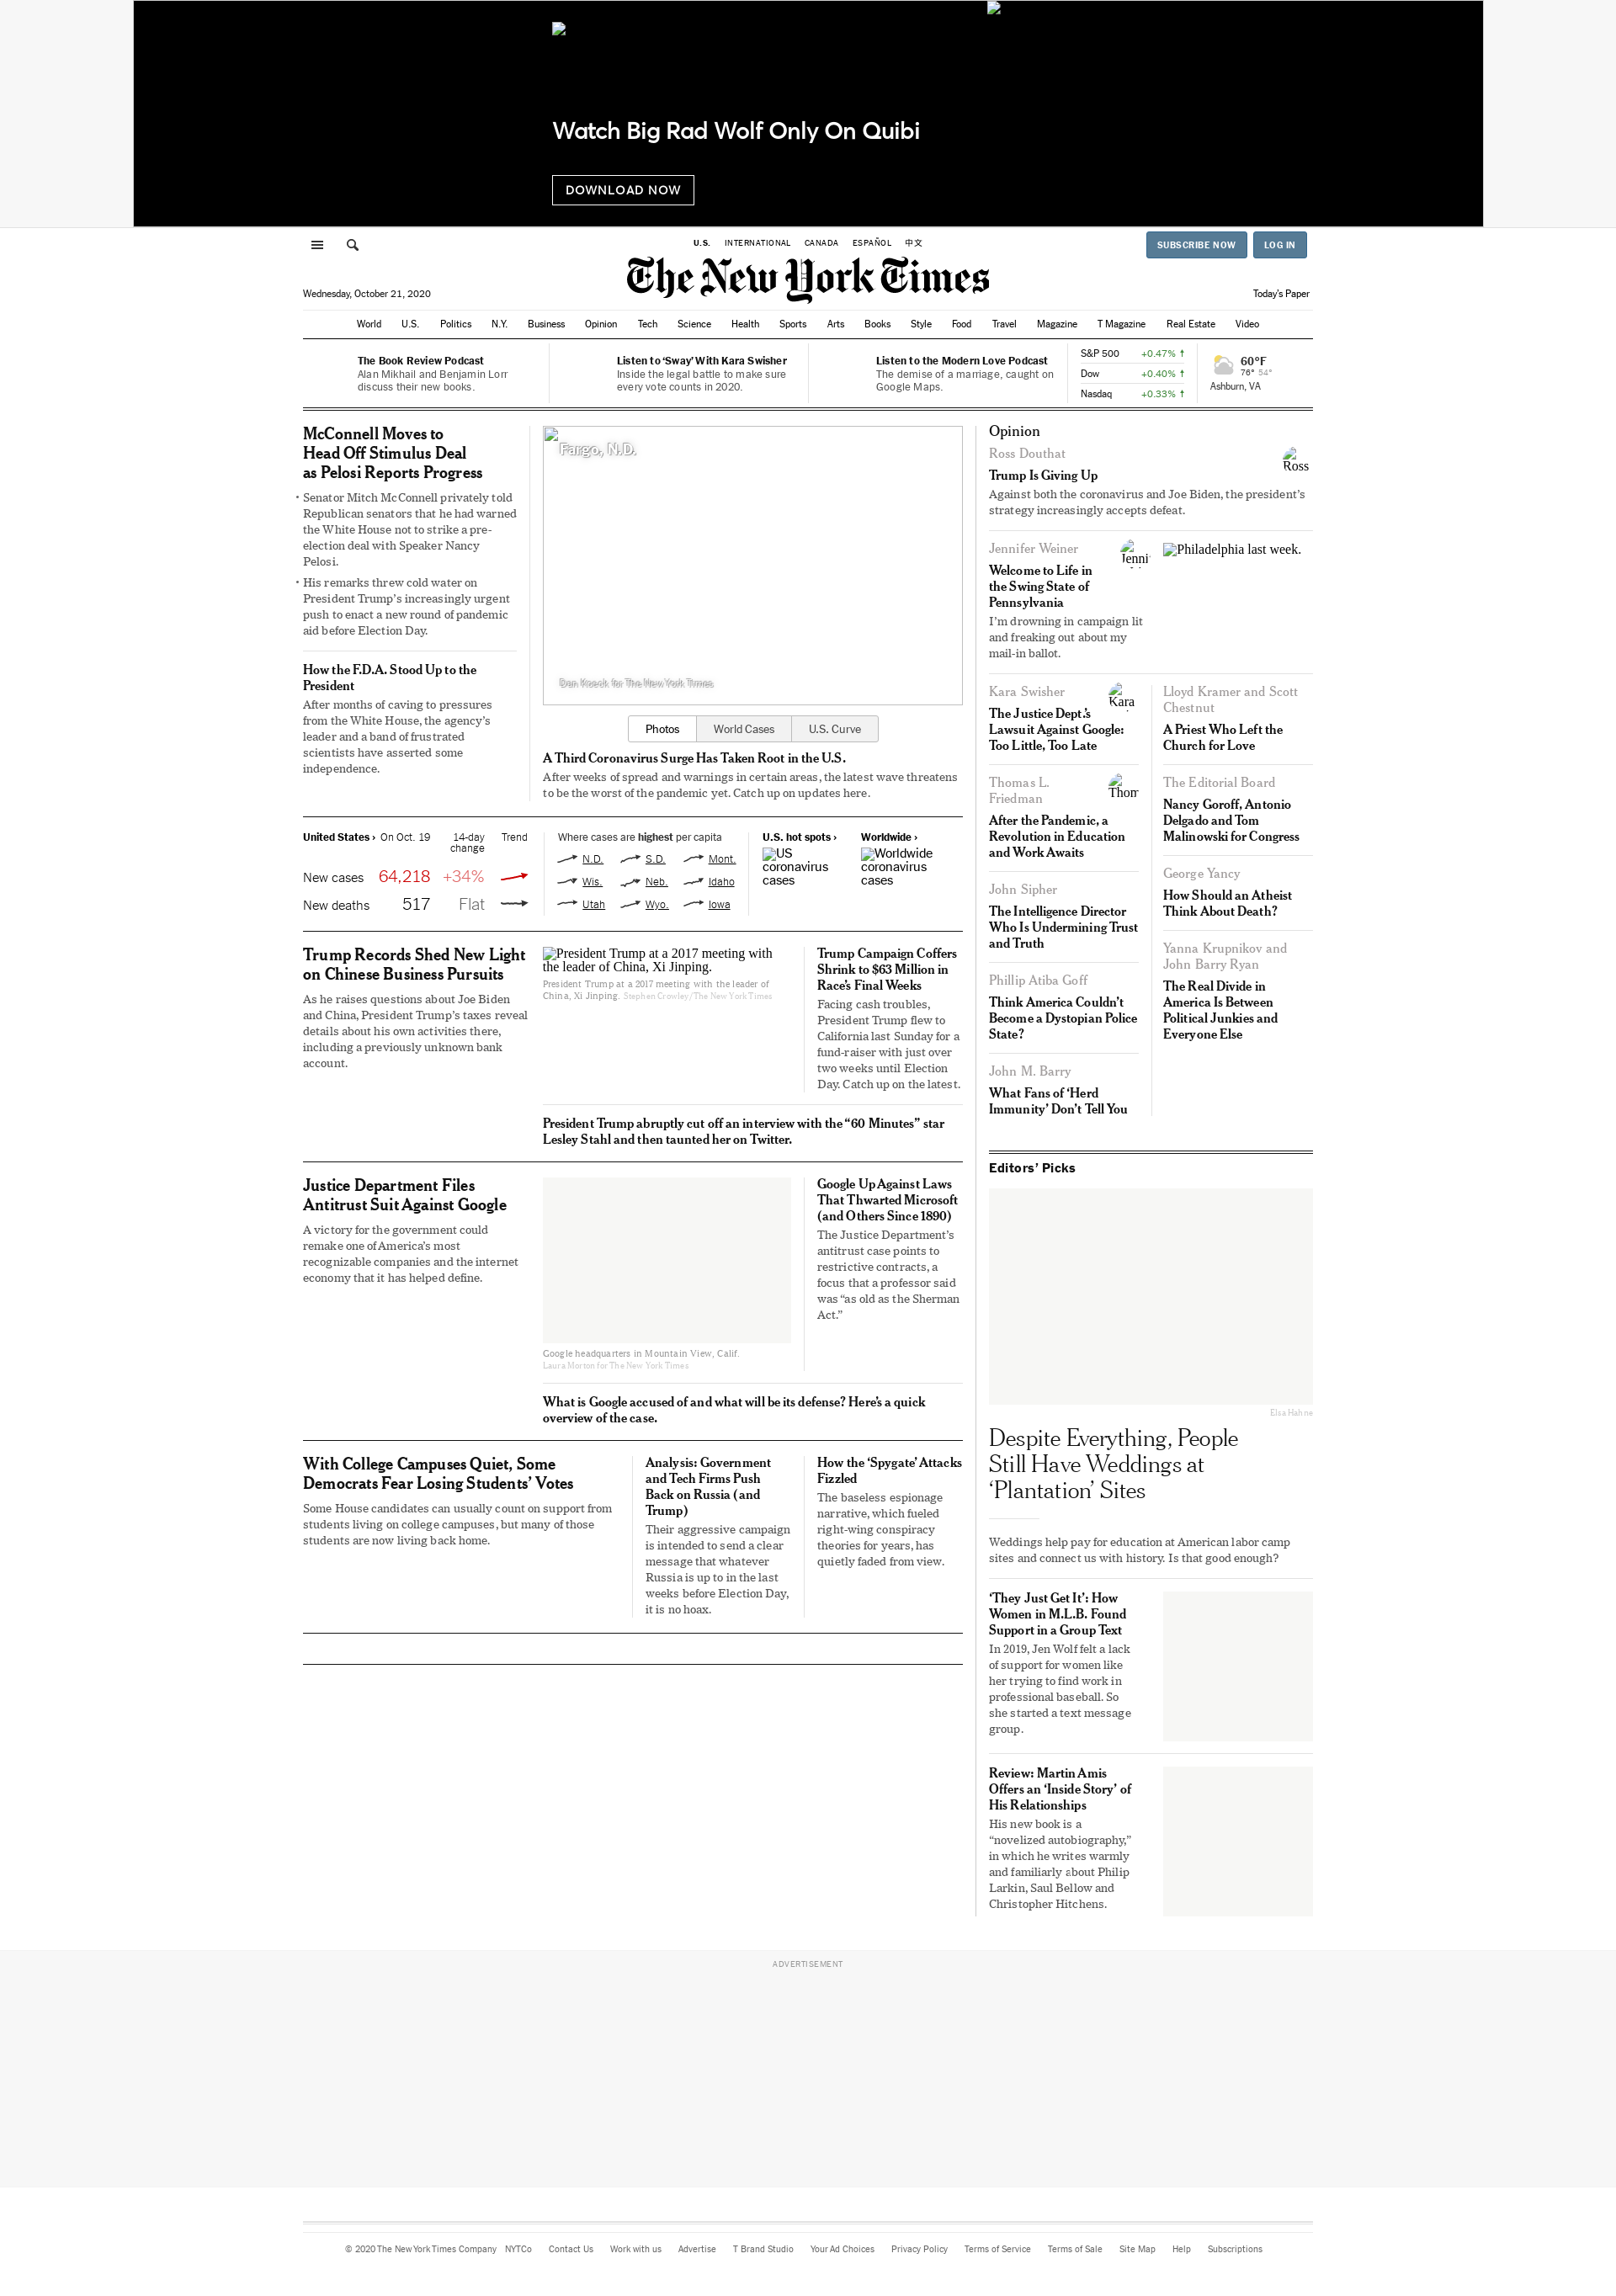 Watch Big Rad Wolf Only On Quibi
DOWNLOAD NOW
U.S. INTERNATIONAL CANADA ESPAÑOL 中文
SUBSCRIBE NOW LOG IN
The New York Times
Wednesday, October 21, 2020
Today's Paper
World U.S. Politics N.Y. Business Opinion Tech Science Health Sports Arts Books Style Food Travel Magazine T Magazine Real Estate Video
The Book Review Podcast
Alan Mikhail and Benjamin Lorr
discuss their new books.
Listen to ‘Sway’ With Kara Swisher
Inside the legal battle to make sure
every vote counts in 2020.
Listen to the Modern Love Podcast
The demise of a marriage, caught on
Google Maps.
S&P 500 +0.47% ↑
Dow +0.40% ↑
Nasdaq +0.33% ↑
60°F
76° 54°
Ashburn, VA
McConnell Moves to
Head Off Stimulus Deal
as Pelosi Reports Progress
• Senator Mitch McConnell privately told
Republican senators that he had warned
the White House not to strike a pre-
election deal with Speaker Nancy
Pelosi.
• His remarks threw cold water on
President Trump’s increasingly urgent
push to enact a new round of pandemic
aid before Election Day.
How the F.D.A. Stood Up to the
President
After months of caving to pressures
from the White House, the agency’s
leader and a band of frustrated
scientists have asserted some
independence.
Fargo, N.D.
Dan Koeck for The New York Times
Photos World Cases U.S. Curve
A Third Coronavirus Surge Has Taken Root in the U.S.
After weeks of spread and warnings in certain areas, the latest wave threatens
to be the worst of the pandemic yet. Catch up on updates here.
United States › On Oct. 19 14-day
change Trend
New cases 64,218 +34%
New deaths 517 Flat
Where cases are highest per capita
N.D. S.D. Mont.
Wis. Neb. Idaho
Utah Wyo. Iowa
U.S. hot spots ›
US
coronavirus
cases
Worldwide ›
Worldwide
coronavirus
cases
Trump Records Shed New Light
on Chinese Business Pursuits
As he raises questions about Joe Biden
and China, President Trump’s taxes reveal
details about his own activities there,
including a previously unknown bank
account.
President Trump at a 2017 meeting with
the leader of China, Xi Jinping.
President Trump at a 2017 meeting with the leader of
China, Xi Jinping. Stephen Crowley/The New York Times
Trump Campaign Coffers
Shrink to $63 Million in
Race’s Final Weeks
Facing cash troubles,
President Trump flew to
California last Sunday for a
fund-raiser with just over
two weeks until Election
Day. Catch up on the latest.
President Trump abruptly cut off an interview with the “60 Minutes” star
Lesley Stahl and then taunted her on Twitter.
Justice Department Files
Antitrust Suit Against Google
A victory for the government could
remake one of America’s most
recognizable companies and the internet
economy that it has helped define.
Google headquarters in Mountain View, Calif.
Laura Morton for The New York Times
Google Up Against Laws
That Thwarted Microsoft
(and Others Since 1890)
The Justice Department’s
antitrust case points to
restrictive contracts, a
focus that a professor said
was “as old as the Sherman
Act.”
What is Google accused of and what will be its defense? Here’s a quick
overview of the case.
With College Campuses Quiet, Some
Democrats Fear Losing Students’ Votes
Some House candidates can usually count on support from
students living on college campuses, but many of those
students are now living back home.
Analysis: Government
and Tech Firms Push
Back on Russia (and
Trump)
Their aggressive campaign
is intended to send a clear
message that whatever
Russia is up to in the last
weeks before Election Day,
it is no hoax.
How the ‘Spygate’ Attacks
Fizzled
The baseless espionage
narrative, which fueled
right-wing conspiracy
theories for years, has
quietly faded from view.
Opinion
Ross Douthat
Ross
Trump Is Giving Up
Against both the coronavirus and Joe Biden, the president’s
strategy increasingly accepts defeat.
Jennifer Weiner
Welcome to Life in
the Swing State of
Pennsylvania
I’m drowning in campaign lit
and freaking out about my
mail-in ballot.
Philadelphia last week.
Kara Swisher
Kara
The Justice Dept.’s
Lawsuit Against Google:
Too Little, Too Late
Thomas L.
Friedman
After the Pandemic, a
Revolution in Education
and Work Awaits
John Sipher
The Intelligence Director
Who Is Undermining Trust
and Truth
Phillip Atiba Goff
Think America Couldn’t
Become a Dystopian Police
State?
John M. Barry
What Fans of ‘Herd
Immunity’ Don’t Tell You
Lloyd Kramer and Scott
Chestnut
A Priest Who Left the
Church for Love
The Editorial Board
Nancy Goroff, Antonio
Delgado and Tom
Malinowski for Congress
George Yancy
How Should an Atheist
Think About Death?
Yanna Krupnikov and
John Barry Ryan
The Real Divide in
America Is Between
Political Junkies and
Everyone Else
Editors’ Picks
Elsa Hahne
Despite Everything, People
Still Have Weddings at
‘Plantation’ Sites
Weddings help pay for education at American labor camp
sites and connect us with history. Is that good enough?
‘They Just Get It’: How
Women in M.L.B. Found
Support in a Group Text
In 2019, Jen Wolf felt a lack
of support for women like
her trying to find work in
professional baseball. So
she started a text message
group.
Review: Martin Amis
Offers an ‘Inside Story’ of
His Relationships
His new book is a
“novelized autobiography,”
in which he writes warmly
and familiarly about Philip
Larkin, Saul Bellow and
Christopher Hitchens.
ADVERTISEMENT
© 2020 The New York Times Company NYTCo Contact Us Work with us Advertise T Brand Studio Your Ad Choices Privacy Policy Terms of Service Terms of Sale Site Map Help Subscriptions